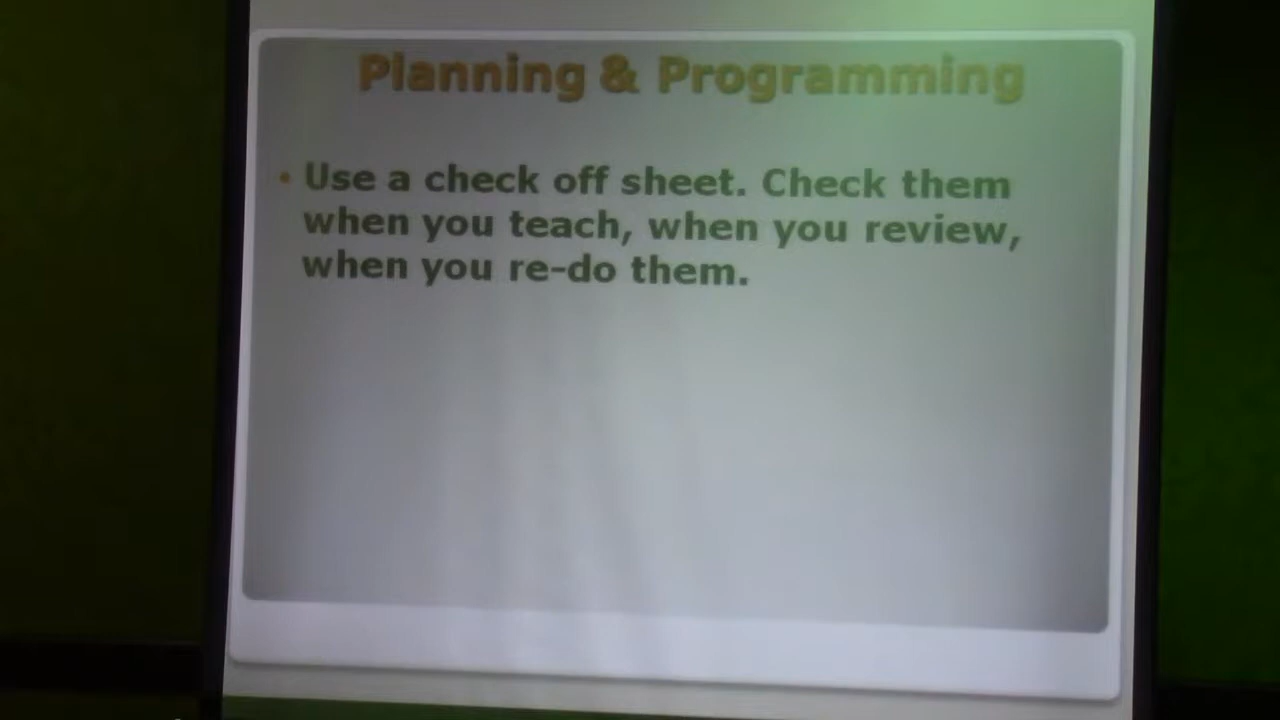 Planning & Programming
• Use a check off sheet. Check them
when you teach, when you review,
when you re-do them.